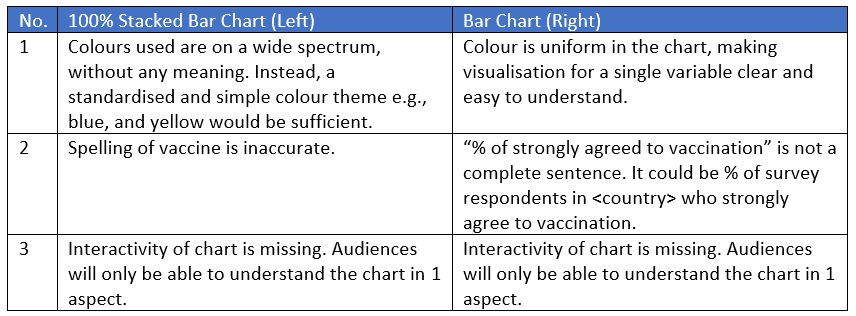 No. 100% Stacked Bar Chart (Left) Bar Chart (Right)
1 Colours used are on a wide spectrum, Colour is uniform in the chart, making
without any meaning. Instead, a visualisation for a single variable clear and
standardised and simple colour theme e.g., easy to understand.
blue, and yellow would be sufficient.
2 Spelling of vaccine is inaccurate. “% of strongly agreed to vaccination” is not a
complete sentence. It could be % of survey
respondents in <country> who strongly
agree to vaccination.
3 Interactivity of chart is missing. Audiences Interactivity of chart is missing. Audiences
will only be able to understand the chart in 1 will only be able to understand the chart in 1
aspect. aspect.